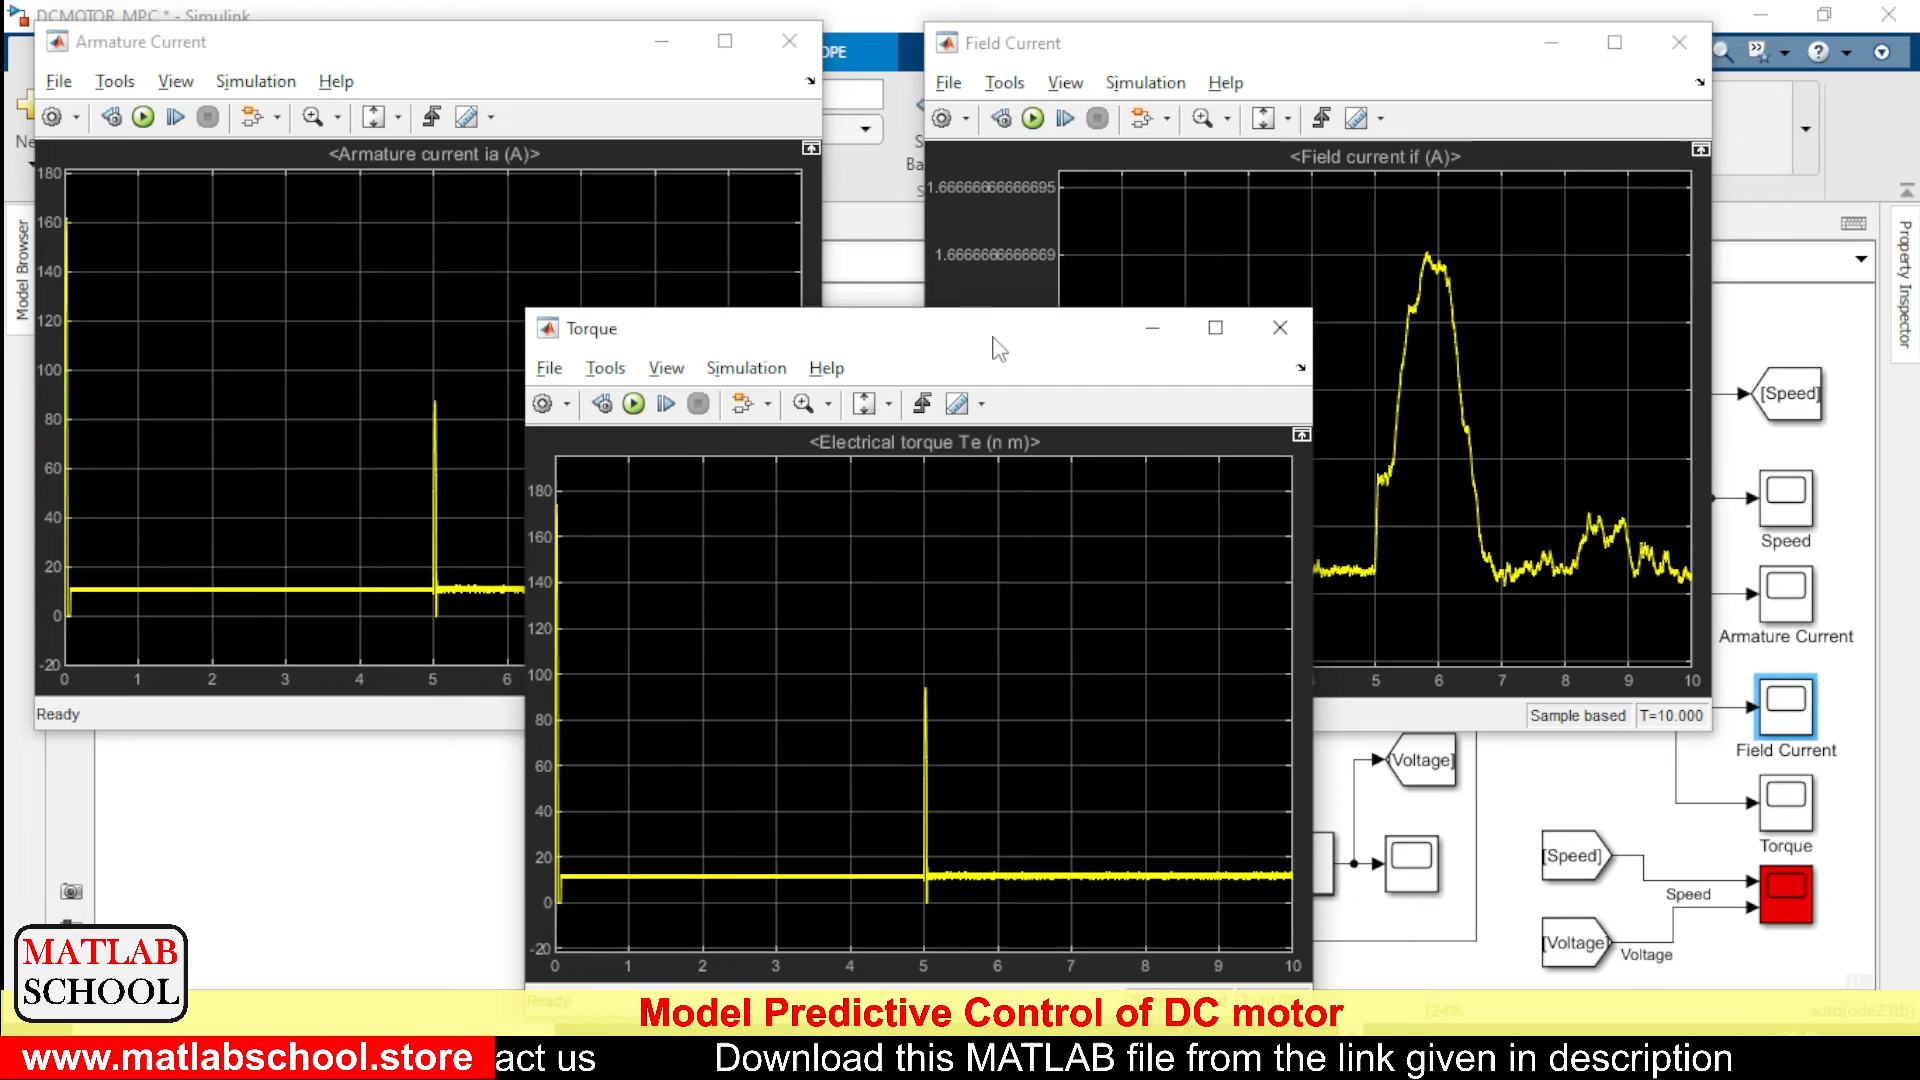 DCMOTOR_MPC * - Simulink
Armature Current
File Tools View Simulation Help
<Armature current ia (A)>
180
160
140
120
100
80
60
40
20
0
-20
0 1 2 3 4 5 6
Ready
Model Browser
Field Current
File Tools View Simulation Help
<Field current if (A)>
1.6666666666695
1.666666666669
5 6 7 8 9 10
Sample based T=10.000
Property Inspector
Torque
File Tools View Simulation Help
<Electrical torque Te (n m)>
180
160
140
120
100
80
60
40
20
0
-20
0 1 2 3 4 5 6 7 8 9 10
Ready
[Speed]
Speed
Armature Current
Field Current
Torque
[Voltage]
[Speed]
Speed
[Voltage]
Voltage
124%
auto(ode23tb)
MATLAB
SCHOOL
Model Predictive Control of DC motor
www.matlabschool.store
act us
Download this MATLAB file from the link given in description